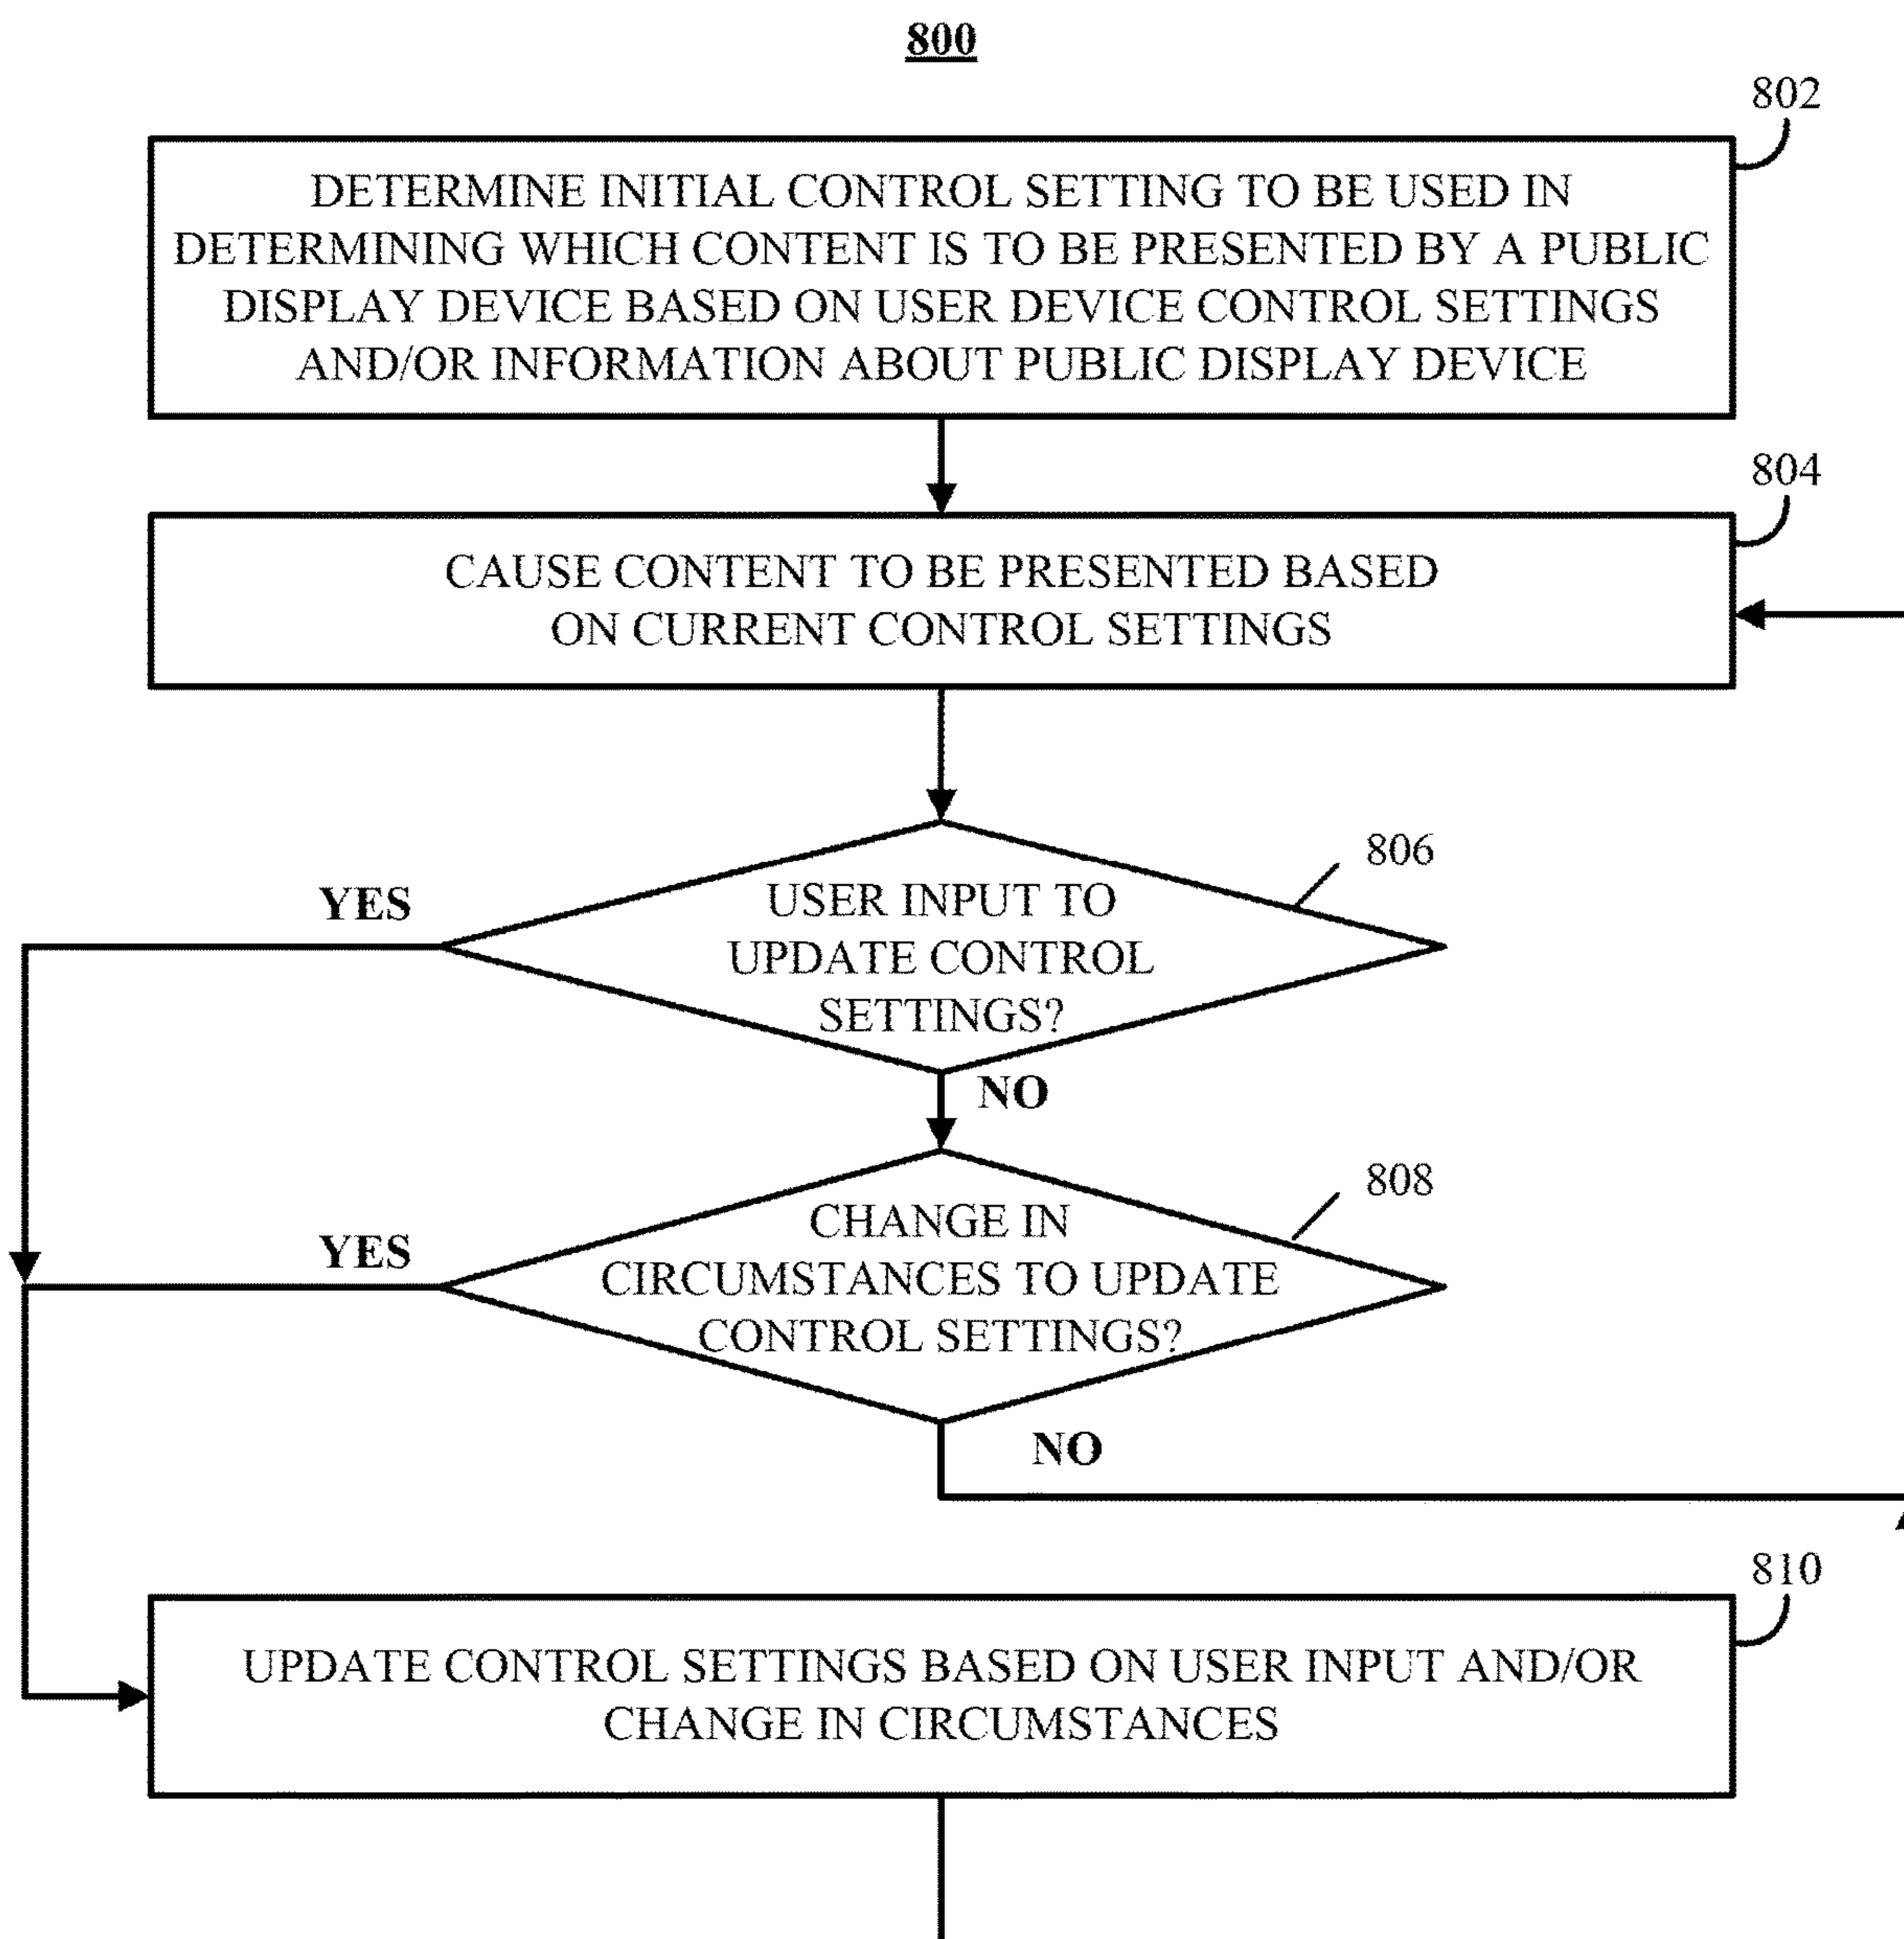 800
802
DETERMINE INITIAL CONTROL SETTING TO BE USED IN
DETERMINING WHICH CONTENT IS TO BE PRESENTED BY A PUBLIC
DISPLAY DEVICE BASED ON USER DEVICE CONTROL SETTINGS
AND/OR INFORMATION ABOUT PUBLIC DISPLAY DEVICE
804
CAUSE CONTENT TO BE PRESENTED BASED
ON CURRENT CONTROL SETTINGS
806
YES
USER INPUT TO
UPDATE CONTROL
SETTINGS?
NO
808
YES
CHANGE IN
CIRCUMSTANCES TO UPDATE
CONTROL SETTINGS?
NO
810
UPDATE CONTROL SETTINGS BASED ON USER INPUT AND/OR
CHANGE IN CIRCUMSTANCES